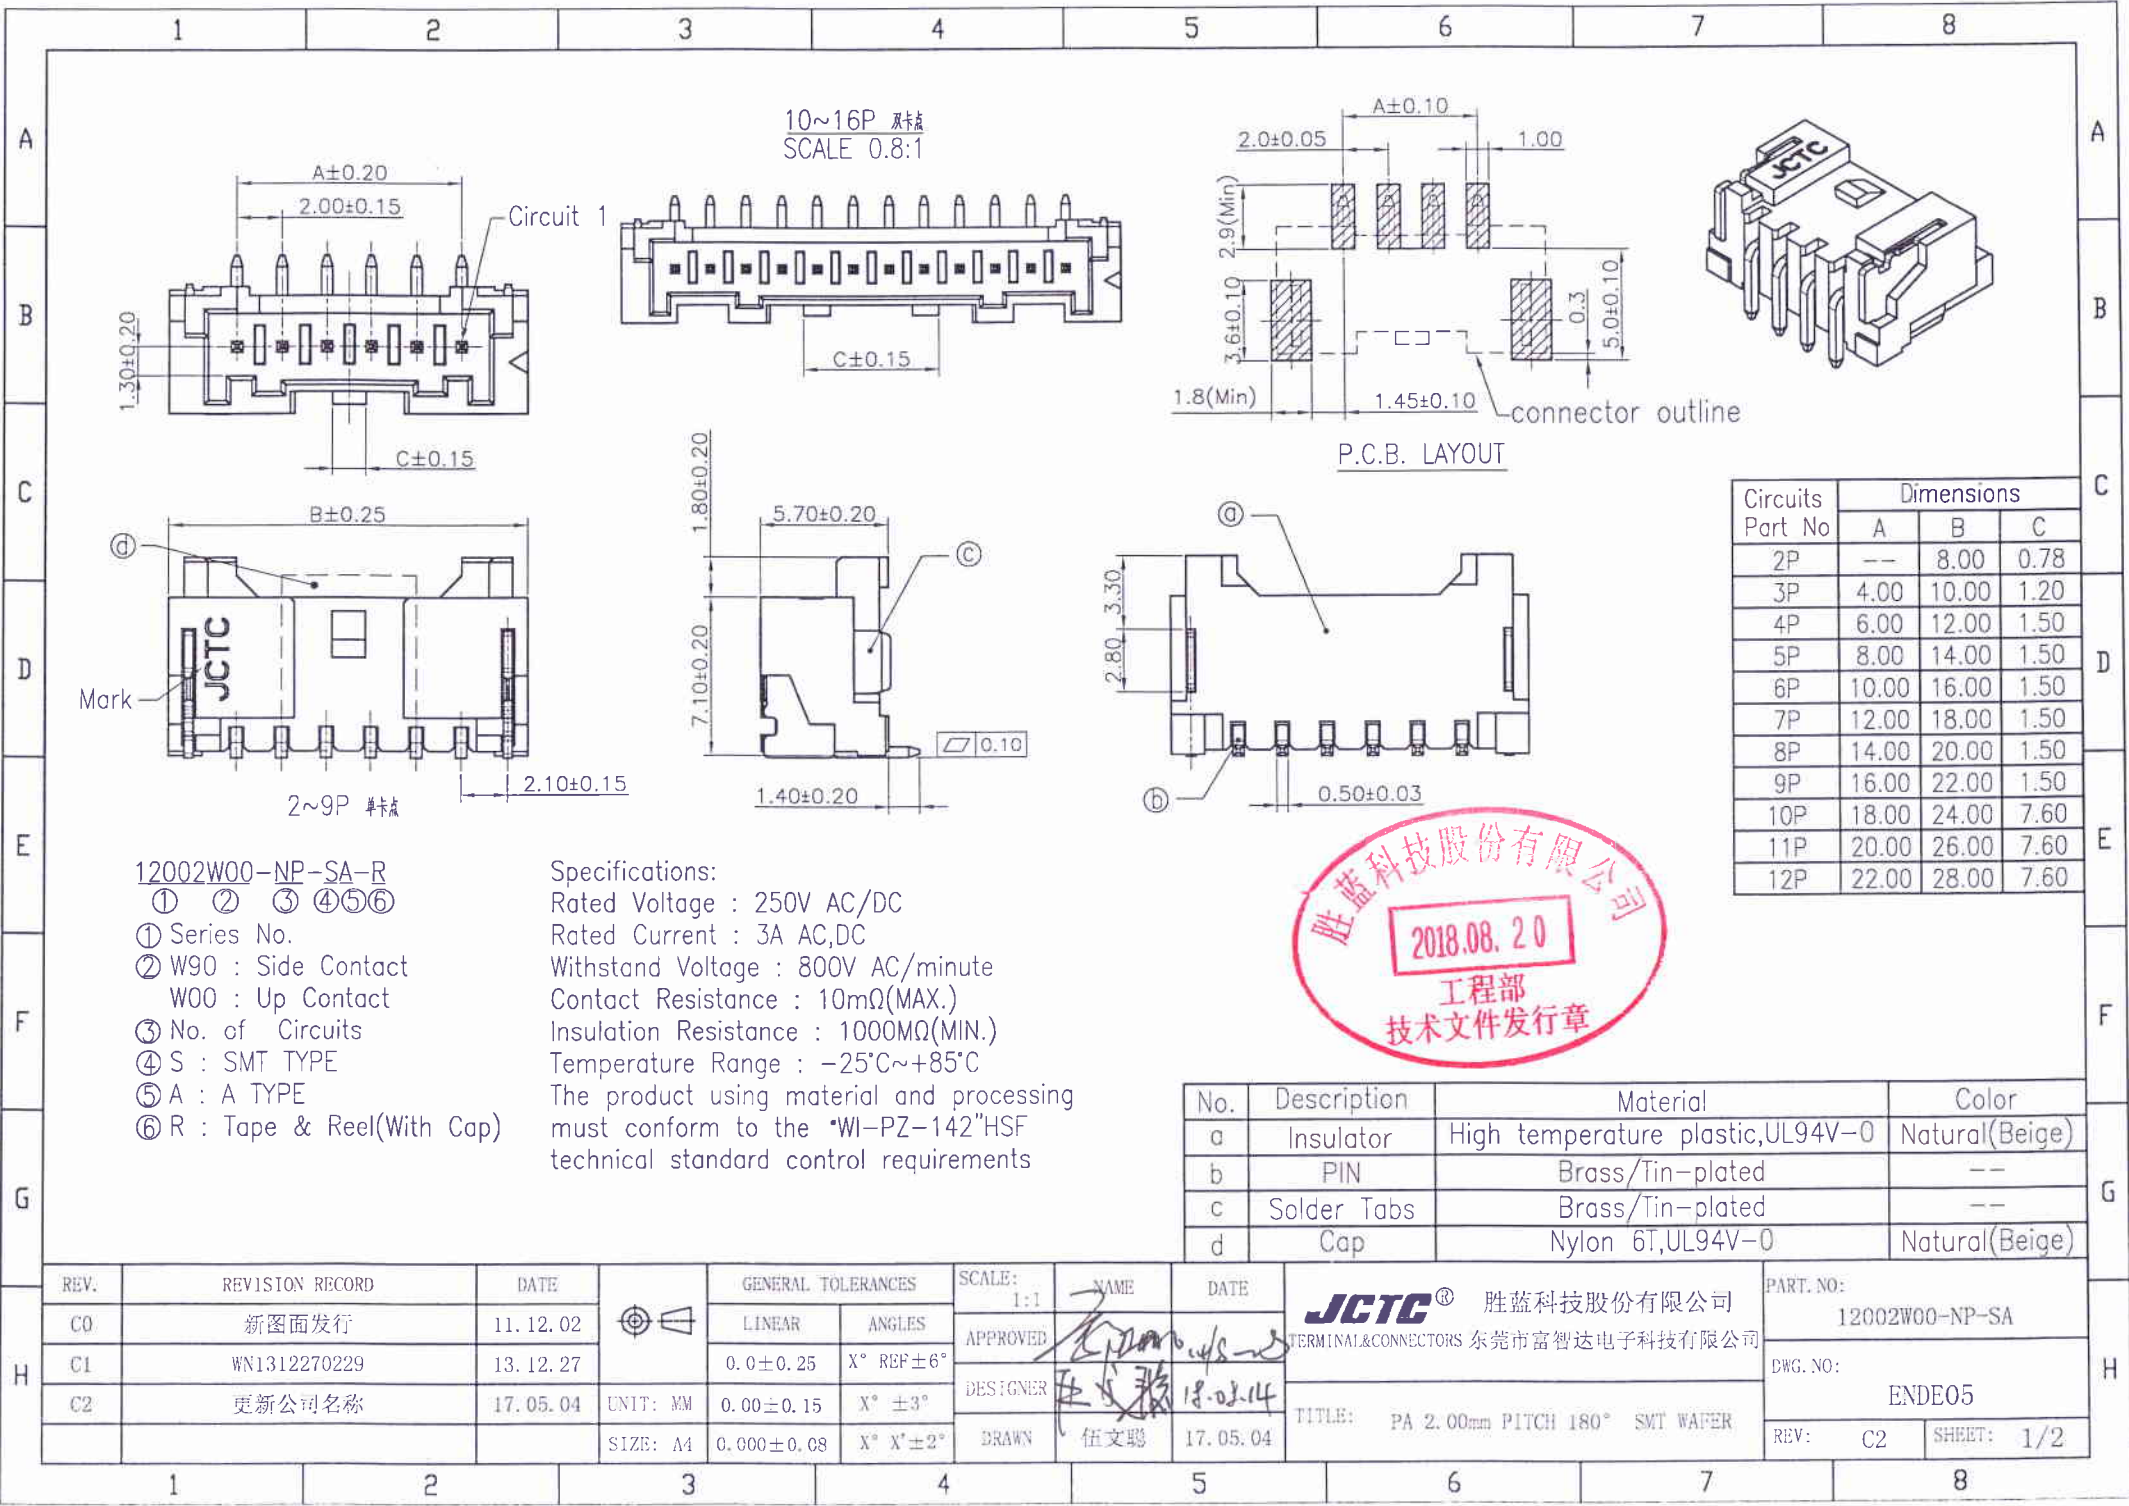 1 2 3 4 5 6 7 8
A
B
C
D
E
F
G
H
A
B
C
D
E
F
G
H
A±0.20
2.00±0.15
Circuit 1
1.30±0.20
C±0.15
10~16P 双卡点
SCALE 0.8:1
C±0.15
A±0.10
2.0±0.05
1.00
2.9(Min)
3.6±0.10
0.3
5.0±0.10
1.8(Min)
1.45±0.10
connector outline
P.C.B. LAYOUT
JCTC
B±0.25
d
JCTC
Mark
2.10±0.15
2~9P 单卡点
1.80±0.20
5.70±0.20
c
7.10±0.20
0.10
1.40±0.20
a
3.30
2.80
b
0.50±0.03
Circuits Part No Dimensions
A B C
2P -- 8.00 0.78
3P 4.00 10.00 1.20
4P 6.00 12.00 1.50
5P 8.00 14.00 1.50
6P 10.00 16.00 1.50
7P 12.00 18.00 1.50
8P 14.00 20.00 1.50
9P 16.00 22.00 1.50
10P 18.00 24.00 7.60
11P 20.00 26.00 7.60
12P 22.00 28.00 7.60
12002W00-NP-SA-R
① ② ③ ④⑤⑥
① Series No.
② W90 : Side Contact
W00 : Up Contact
③ No. of Circuits
④ S : SMT TYPE
⑤ A : A TYPE
⑥ R : Tape & Reel(With Cap)
Specifications:
Rated Voltage : 250V AC/DC
Rated Current : 3A AC,DC
Withstand Voltage : 800V AC/minute
Contact Resistance : 10mΩ(MAX.)
Insulation Resistance : 1000MΩ(MIN.)
Temperature Range : -25°C~+85°C
The product using material and processing
must conform to the "WI-PZ-142"HSF
technical standard control requirements
胜蓝科技股份有限公司
2018.08.20
工程部
技术文件发行章
No. Description Material Color
a Insulator High temperature plastic,UL94V-0 Natural(Beige)
b PIN Brass/Tin-plated --
c Solder Tabs Brass/Tin-plated --
d Cap Nylon 6T,UL94V-0 Natural(Beige)
REV. REVISION RECORD DATE
C0 新图面发行 11.12.02
C1 WN1312270229 13.12.27
C2 更新公司名称 17.05.04
UNIT: MM
SIZE: A4
GENERAL TOLERANCES
LINEAR ANGLES
0.0±0.25 X° REF±6°
0.00±0.15 X° ±3°
0.000±0.08 X° X'±2°
SCALE: 1:1 NAME DATE
APPROVED
DESIGNER 18.08.14
DRAWN 伍文聪 17.05.04
JCTC® 胜蓝科技股份有限公司
TERMINAL&CONNECTORS 东莞市富智达电子科技有限公司
TITLE: PA 2.00mm PITCH 180° SMT WAFER
PART. NO:
12002W00-NP-SA
DWG. NO:
ENDE05
REV: C2 SHEET: 1/2
1 2 3 4 5 6 7 8